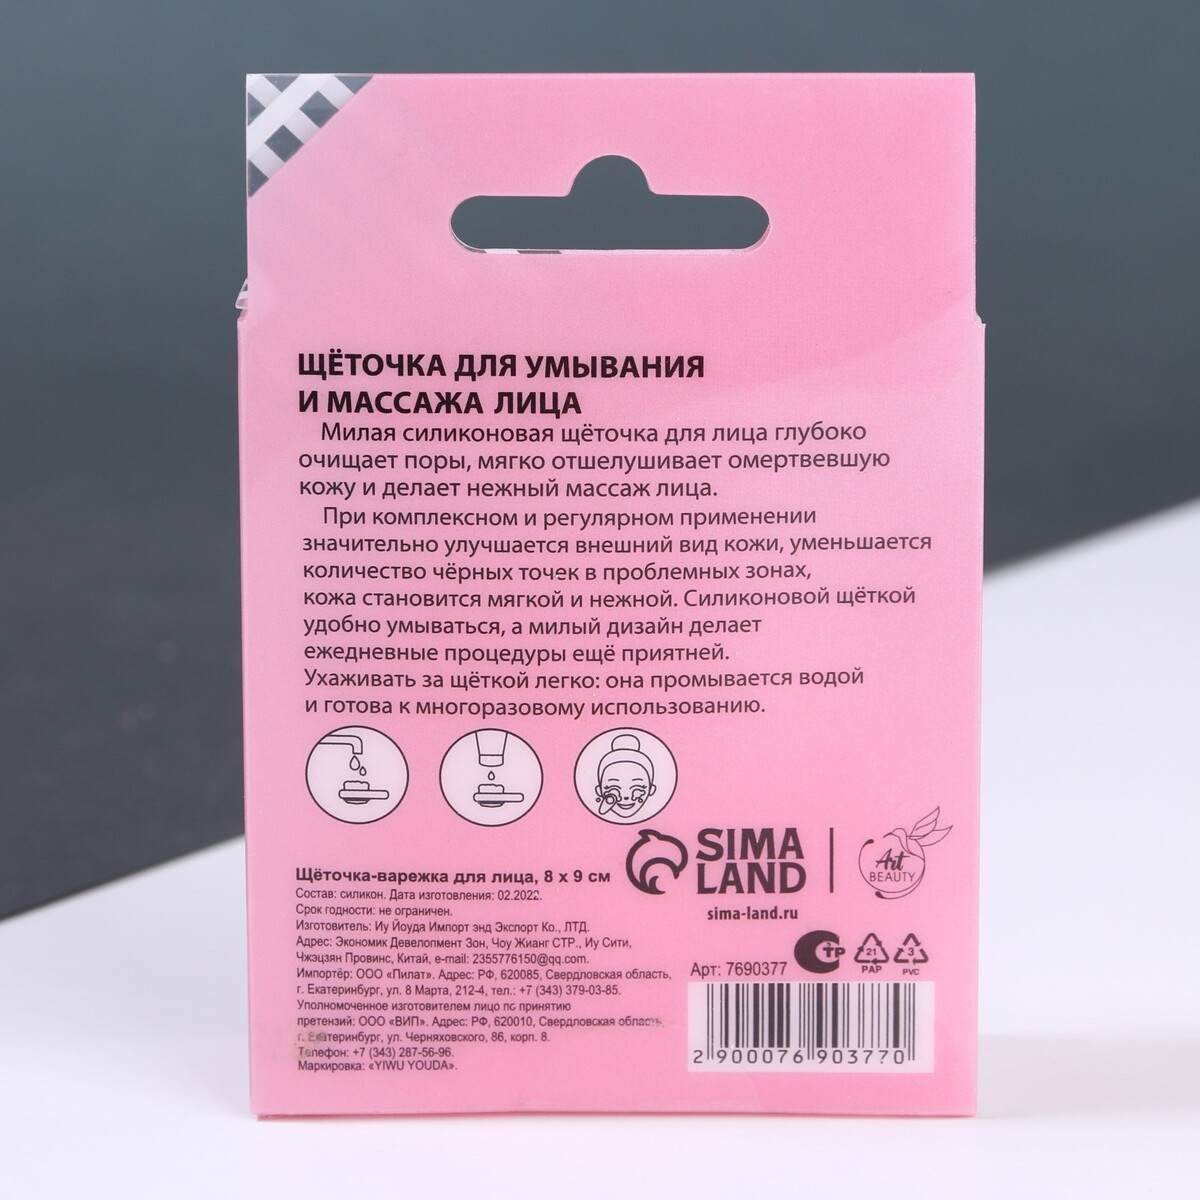 ЩЁТОЧКА ДЛЯ УМЫВАНИЯ
И МАССАЖА ЛИЦА
Милая силиконовая щёточка для лица глубоко
очищает поры, мягко отшелушивает омертвевшую
кожу и делает нежный массаж лица.
При комплексном и регулярном применении
значительно улучшается внешний вид кожи, уменьшается
количество чёрных точек в проблемных зонах,
кожа становится мягкой и нежной. Силиконовой щёткой
удобно умываться, а милый дизайн делает
ежедневные процедуры ещё приятней.
Ухаживать за щёткой легко: она промывается водой
и готова к многоразовому использованию.
Щёточка-варежка для лица, 8 х 9 см
Состав: силикон. Дата изготовления: 02.2022.
Срок годности: не ограничен.
Изготовитель: Иу Йоуда Импорт энд Экспорт Ко., ЛТД.
Адрес: Экономик Девелопмент Зон, Чоу Жианг СТР., Иу Сити,
Чжэцзян Провинс, Китай, e-mail: 2355776150@qq.com.
Импортёр: ООО «Пилат». Адрес: РФ, 620085, Свердловская область,
г. Екатеринбург, ул. 8 Марта, 212-4, тел.: +7 (343) 379-03-85.
Уполномоченное изготовителем лицо по принятию
претензий: ООО «ВИП». Адрес: РФ, 620010, Свердловская область,
г. Екатеринбург, ул. Черняховского, 86, корп. 8.
Телефон: +7 (343) 287-56-96.
Маркировка: «YIWU YOUDA».
SIMA
LAND
sima-land.ru
Art
BEAUTY
ТР
21
PAP
3
PVC
Арт: 7690377
2 900076 903770